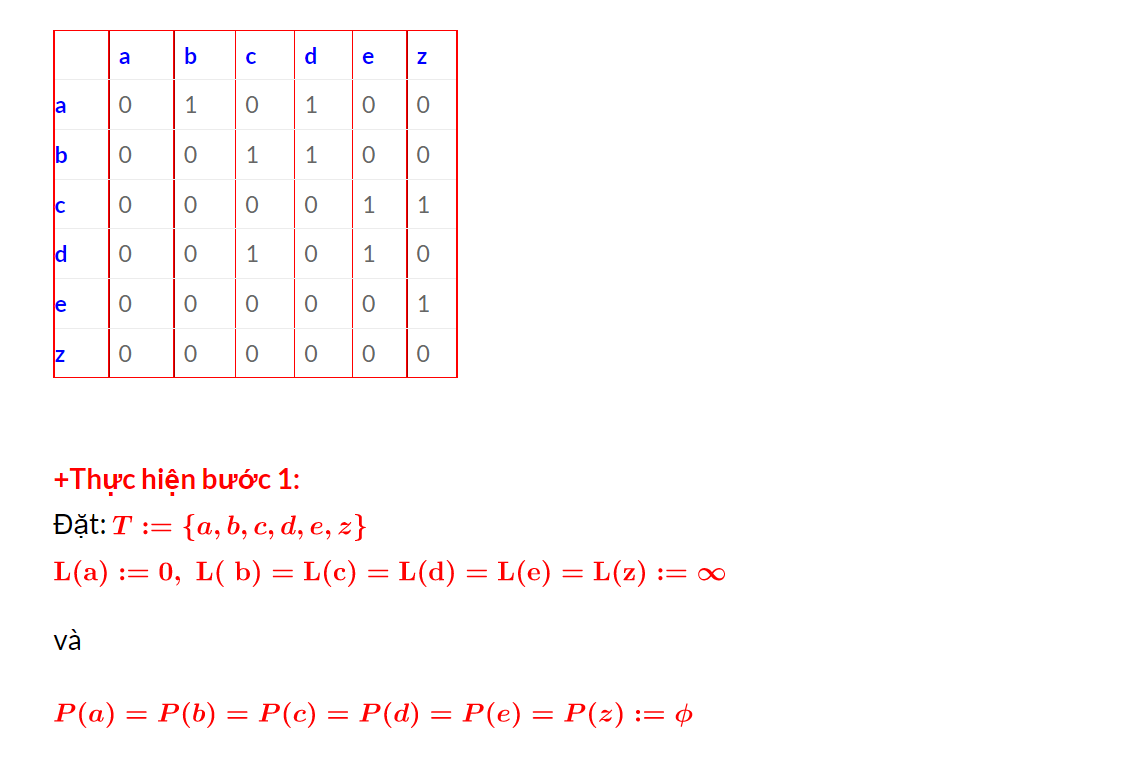 a b c d e z
a 0 1 0 1 0 0
b 0 0 1 1 0 0
c 0 0 0 0 1 1
d 0 0 1 0 1 0
e 0 0 0 0 0 1
z 0 0 0 0 0 0
+Thực hiện bước 1:
Đặt: T := {a, b, c, d, e, z}
L(a) := 0, L( b) = L(c) = L(d) = L(e) = L(z) := ∞
và
P(a) = P(b) = P(c) = P(d) = P(e) = P(z) := ϕ